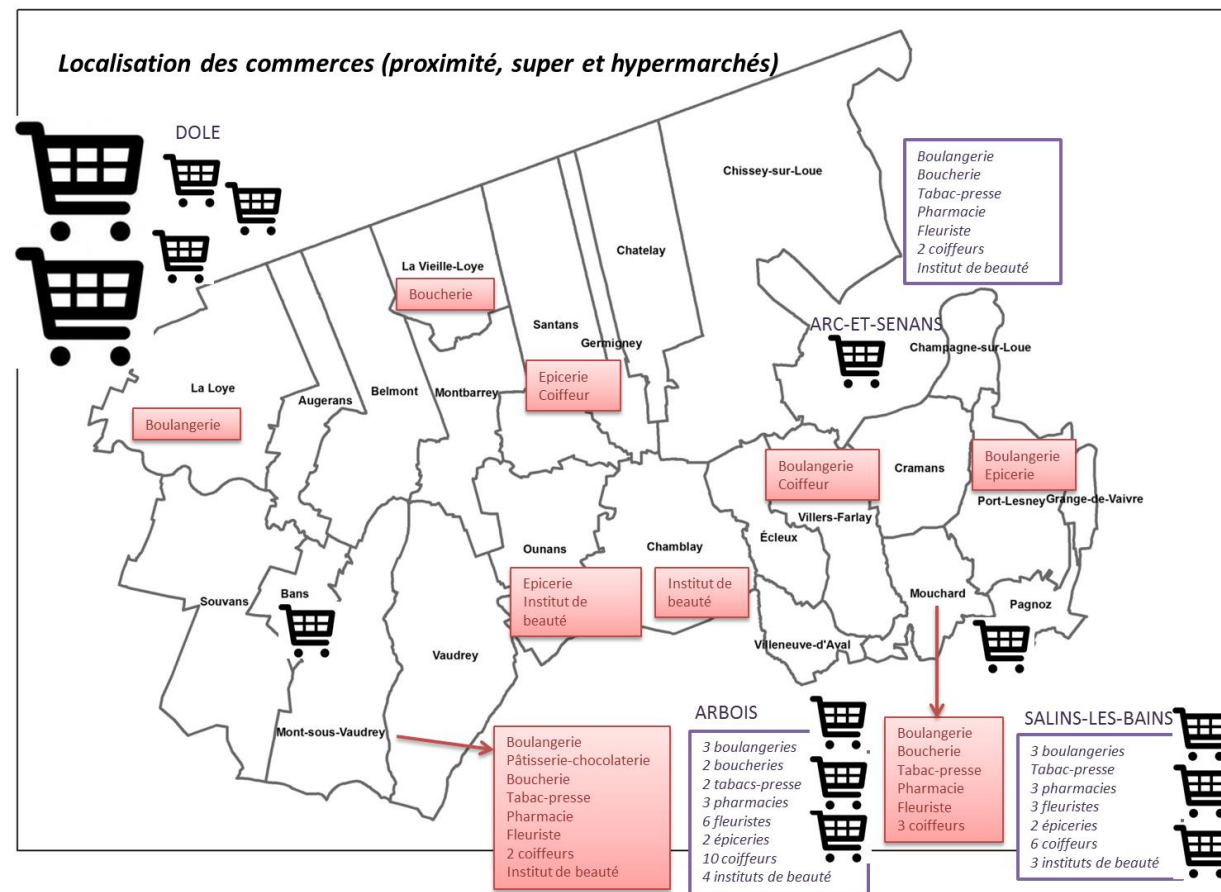 Localisation des commerces (proximité, super et hypermarchés)
DOLE
Chissey-sur-Loue
Boulangerie
Boucherie
Tabac-presse
Pharmacie
Fleuriste
2 coiffeurs
Institut de beauté
Chatelay
La Vieille-Loye
Boucherie
Santans
Germigney
Epicerie
Coiffeur
ARC-ET-SENANS
Champagne-sur-Loue
La Loye
Boulangerie
Augerans
Belmont
Montbarrey
Boulangerie
Coiffeur
Villers-Farlay
Cramans
Boulangerie
Epicerie
Port-Lesney
Grange-de-Vaivre
Ounans
Epicerie
Institut de
beauté
Chamblay
Institut de
beauté
Écleux
Souvans
Bans
Vaudrey
Villeneuve-d'Aval
Mouchard
Pagnoz
Mont-sous-Vaudrey
Boulangerie
Pâtisserie-chocolaterie
Boucherie
Tabac-presse
Pharmacie
Fleuriste
2 coiffeurs
Institut de beauté
ARBOIS
3 boulangeries
2 boucheries
2 tabacs-presse
3 pharmacies
6 fleuristes
2 épiceries
10 coiffeurs
4 instituts de beauté
Boulangerie
Boucherie
Tabac-presse
Pharmacie
Fleuriste
3 coiffeurs
SALINS-LES-BAINS
3 boulangeries
Tabac-presse
3 pharmacies
3 fleuristes
2 épiceries
6 coiffeurs
3 instituts de beauté